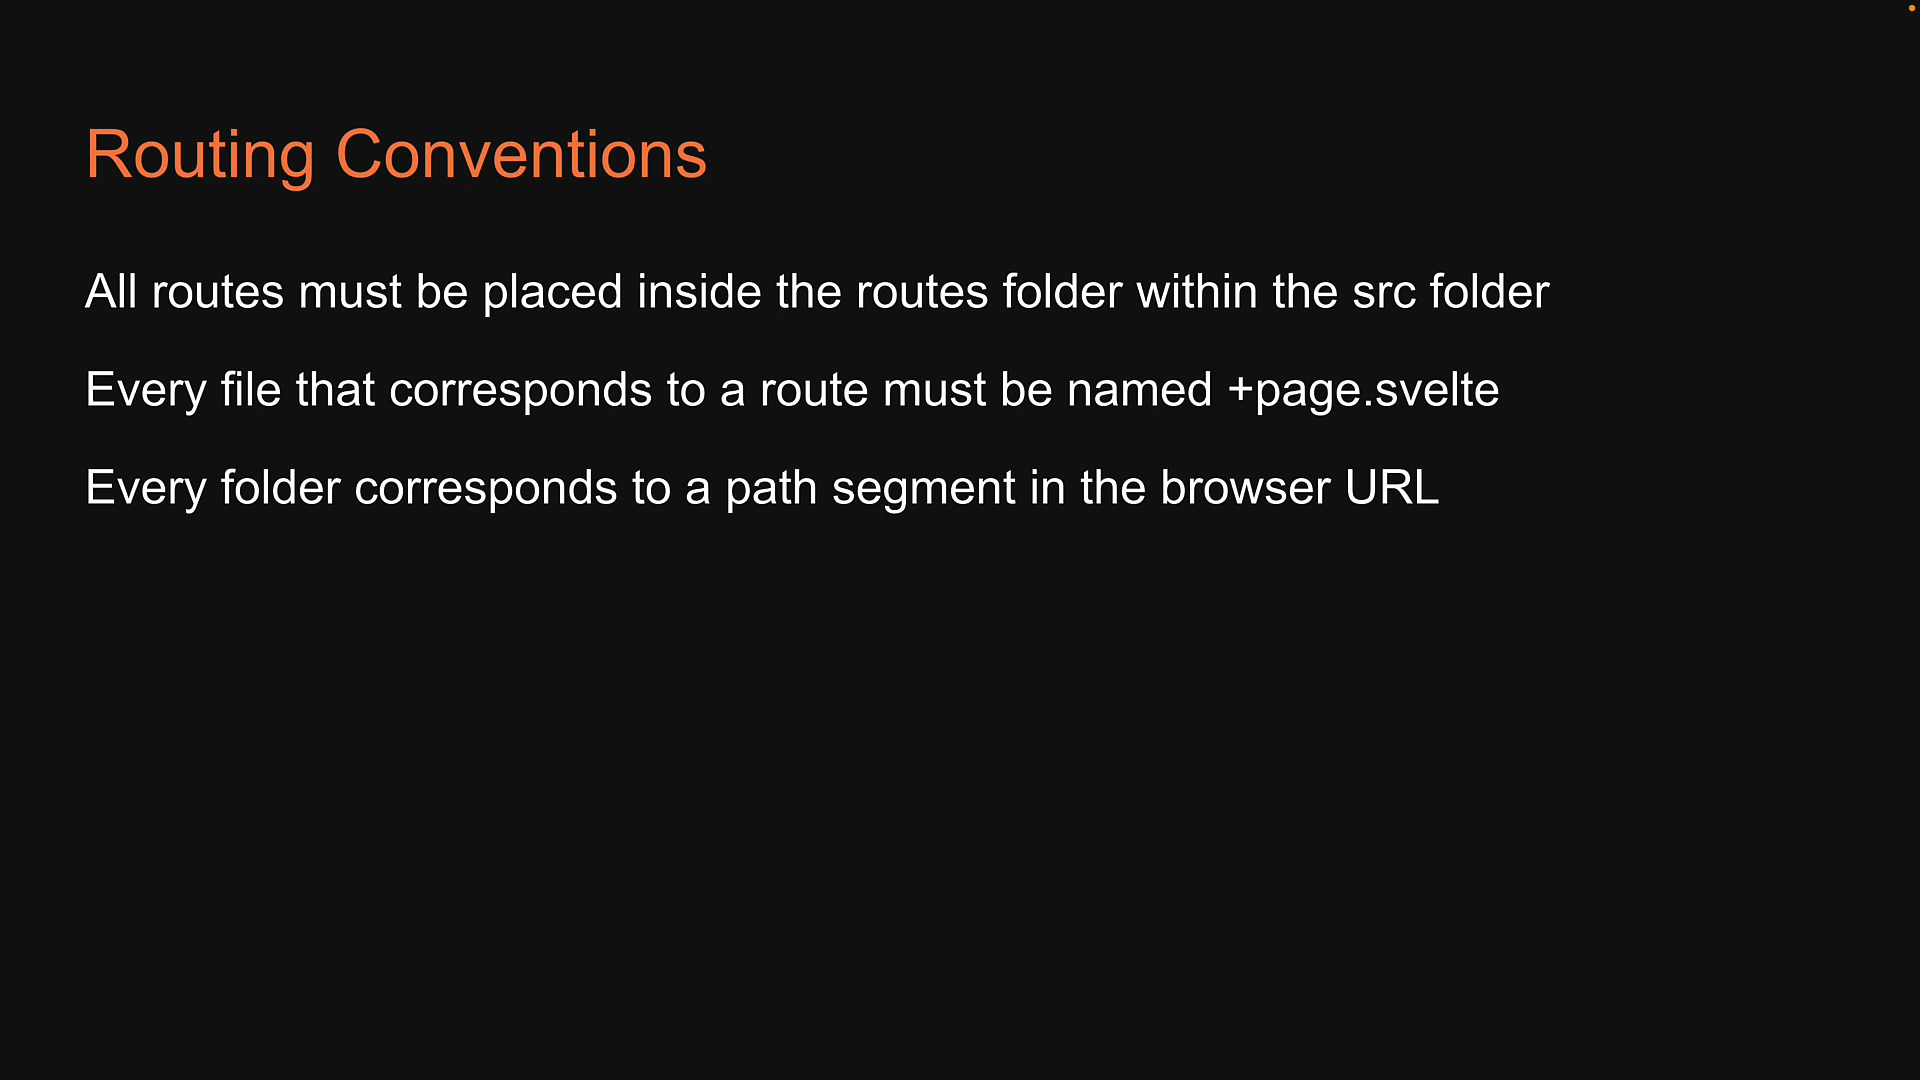 Routing Conventions
All routes must be placed inside the routes folder within the src folder
Every file that corresponds to a route must be named +page.svelte
Every folder corresponds to a path segment in the browser URL